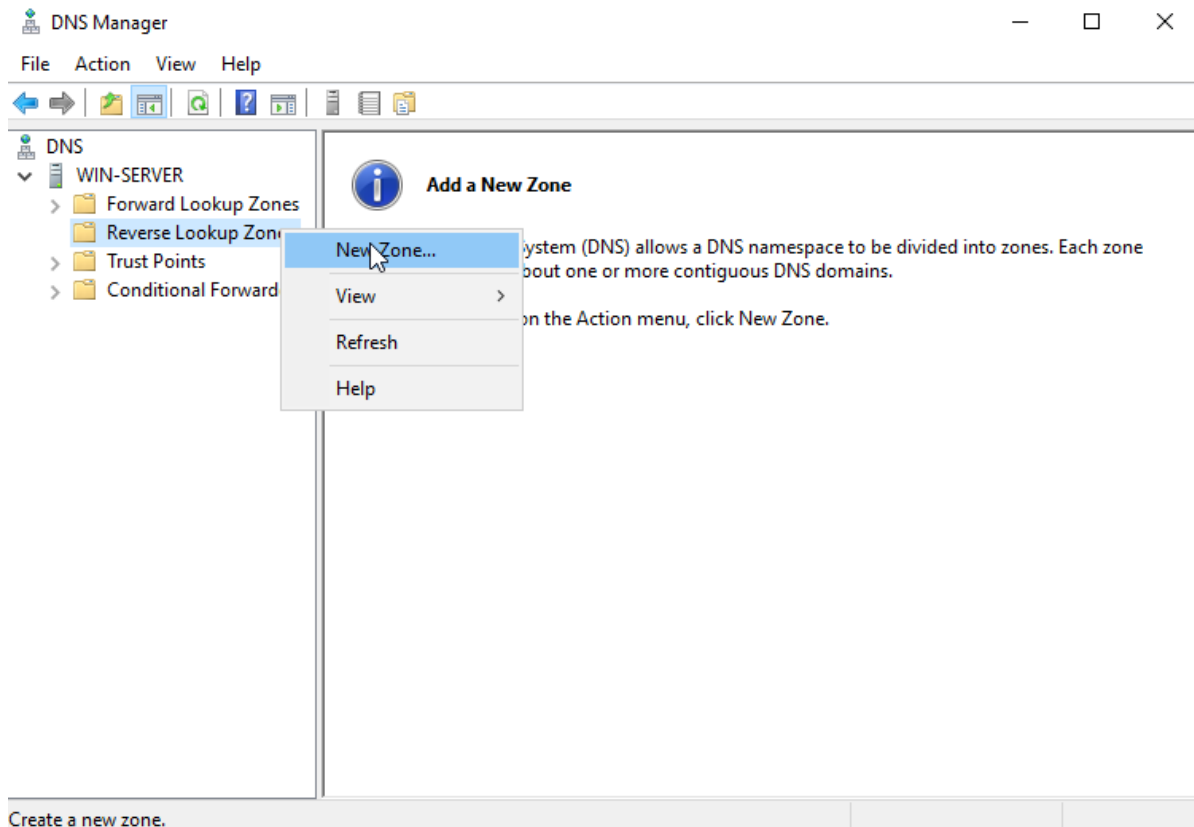 DNS Manager
File Action View Help
DNS
WIN-SERVER
Forward Lookup Zones
Reverse Lookup Zon
Trust Points
Conditional Forward
New Zone...
View
Refresh
Help
Add a New Zone
ystem (DNS) allows a DNS namespace to be divided into zones. Each zone
bout one or more contiguous DNS domains.
on the Action menu, click New Zone.
Create a new zone.